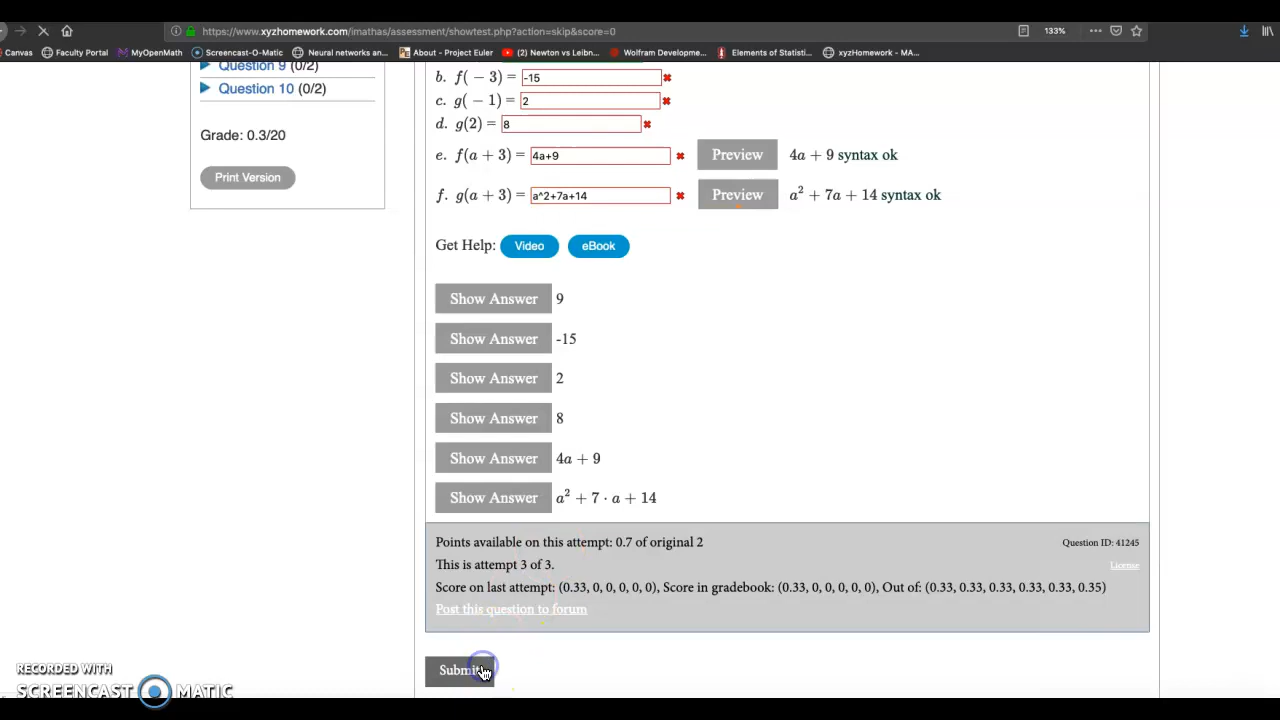 https://www.xyzhomework.com/imathas/assessment/showtest.php?action=skip&score=0
133%
Canvas Faculty Portal MyOpenMath Screencast-O-Matic Neural networks an... About - Project Euler (2) Newton vs Leibn... Wolfram Developme... Elements of Statisti... xyzHomework - MA...
Question 9 (0/2)
Question 10 (0/2)
Grade: 0.3/20
Print Version
b. f( − 3) = -15
c. g( − 1) = 2
d. g(2) = 8
e. f(a + 3) = 4a+9 Preview 4a + 9 syntax ok
f. g(a + 3) = a^2+7a+14 Preview a² + 7a + 14 syntax ok
Get Help: Video eBook
Show Answer 9
Show Answer -15
Show Answer 2
Show Answer 8
Show Answer 4a + 9
Show Answer a² + 7 · a + 14
Points available on this attempt: 0.7 of original 2
Question ID: 41245
This is attempt 3 of 3.
License
Score on last attempt: (0.33, 0, 0, 0, 0, 0), Score in gradebook: (0.33, 0, 0, 0, 0, 0), Out of: (0.33, 0.33, 0.33, 0.33, 0.33, 0.35)
Post this question to forum
Submit
RECORDED WITH
SCREENCAST MATIC